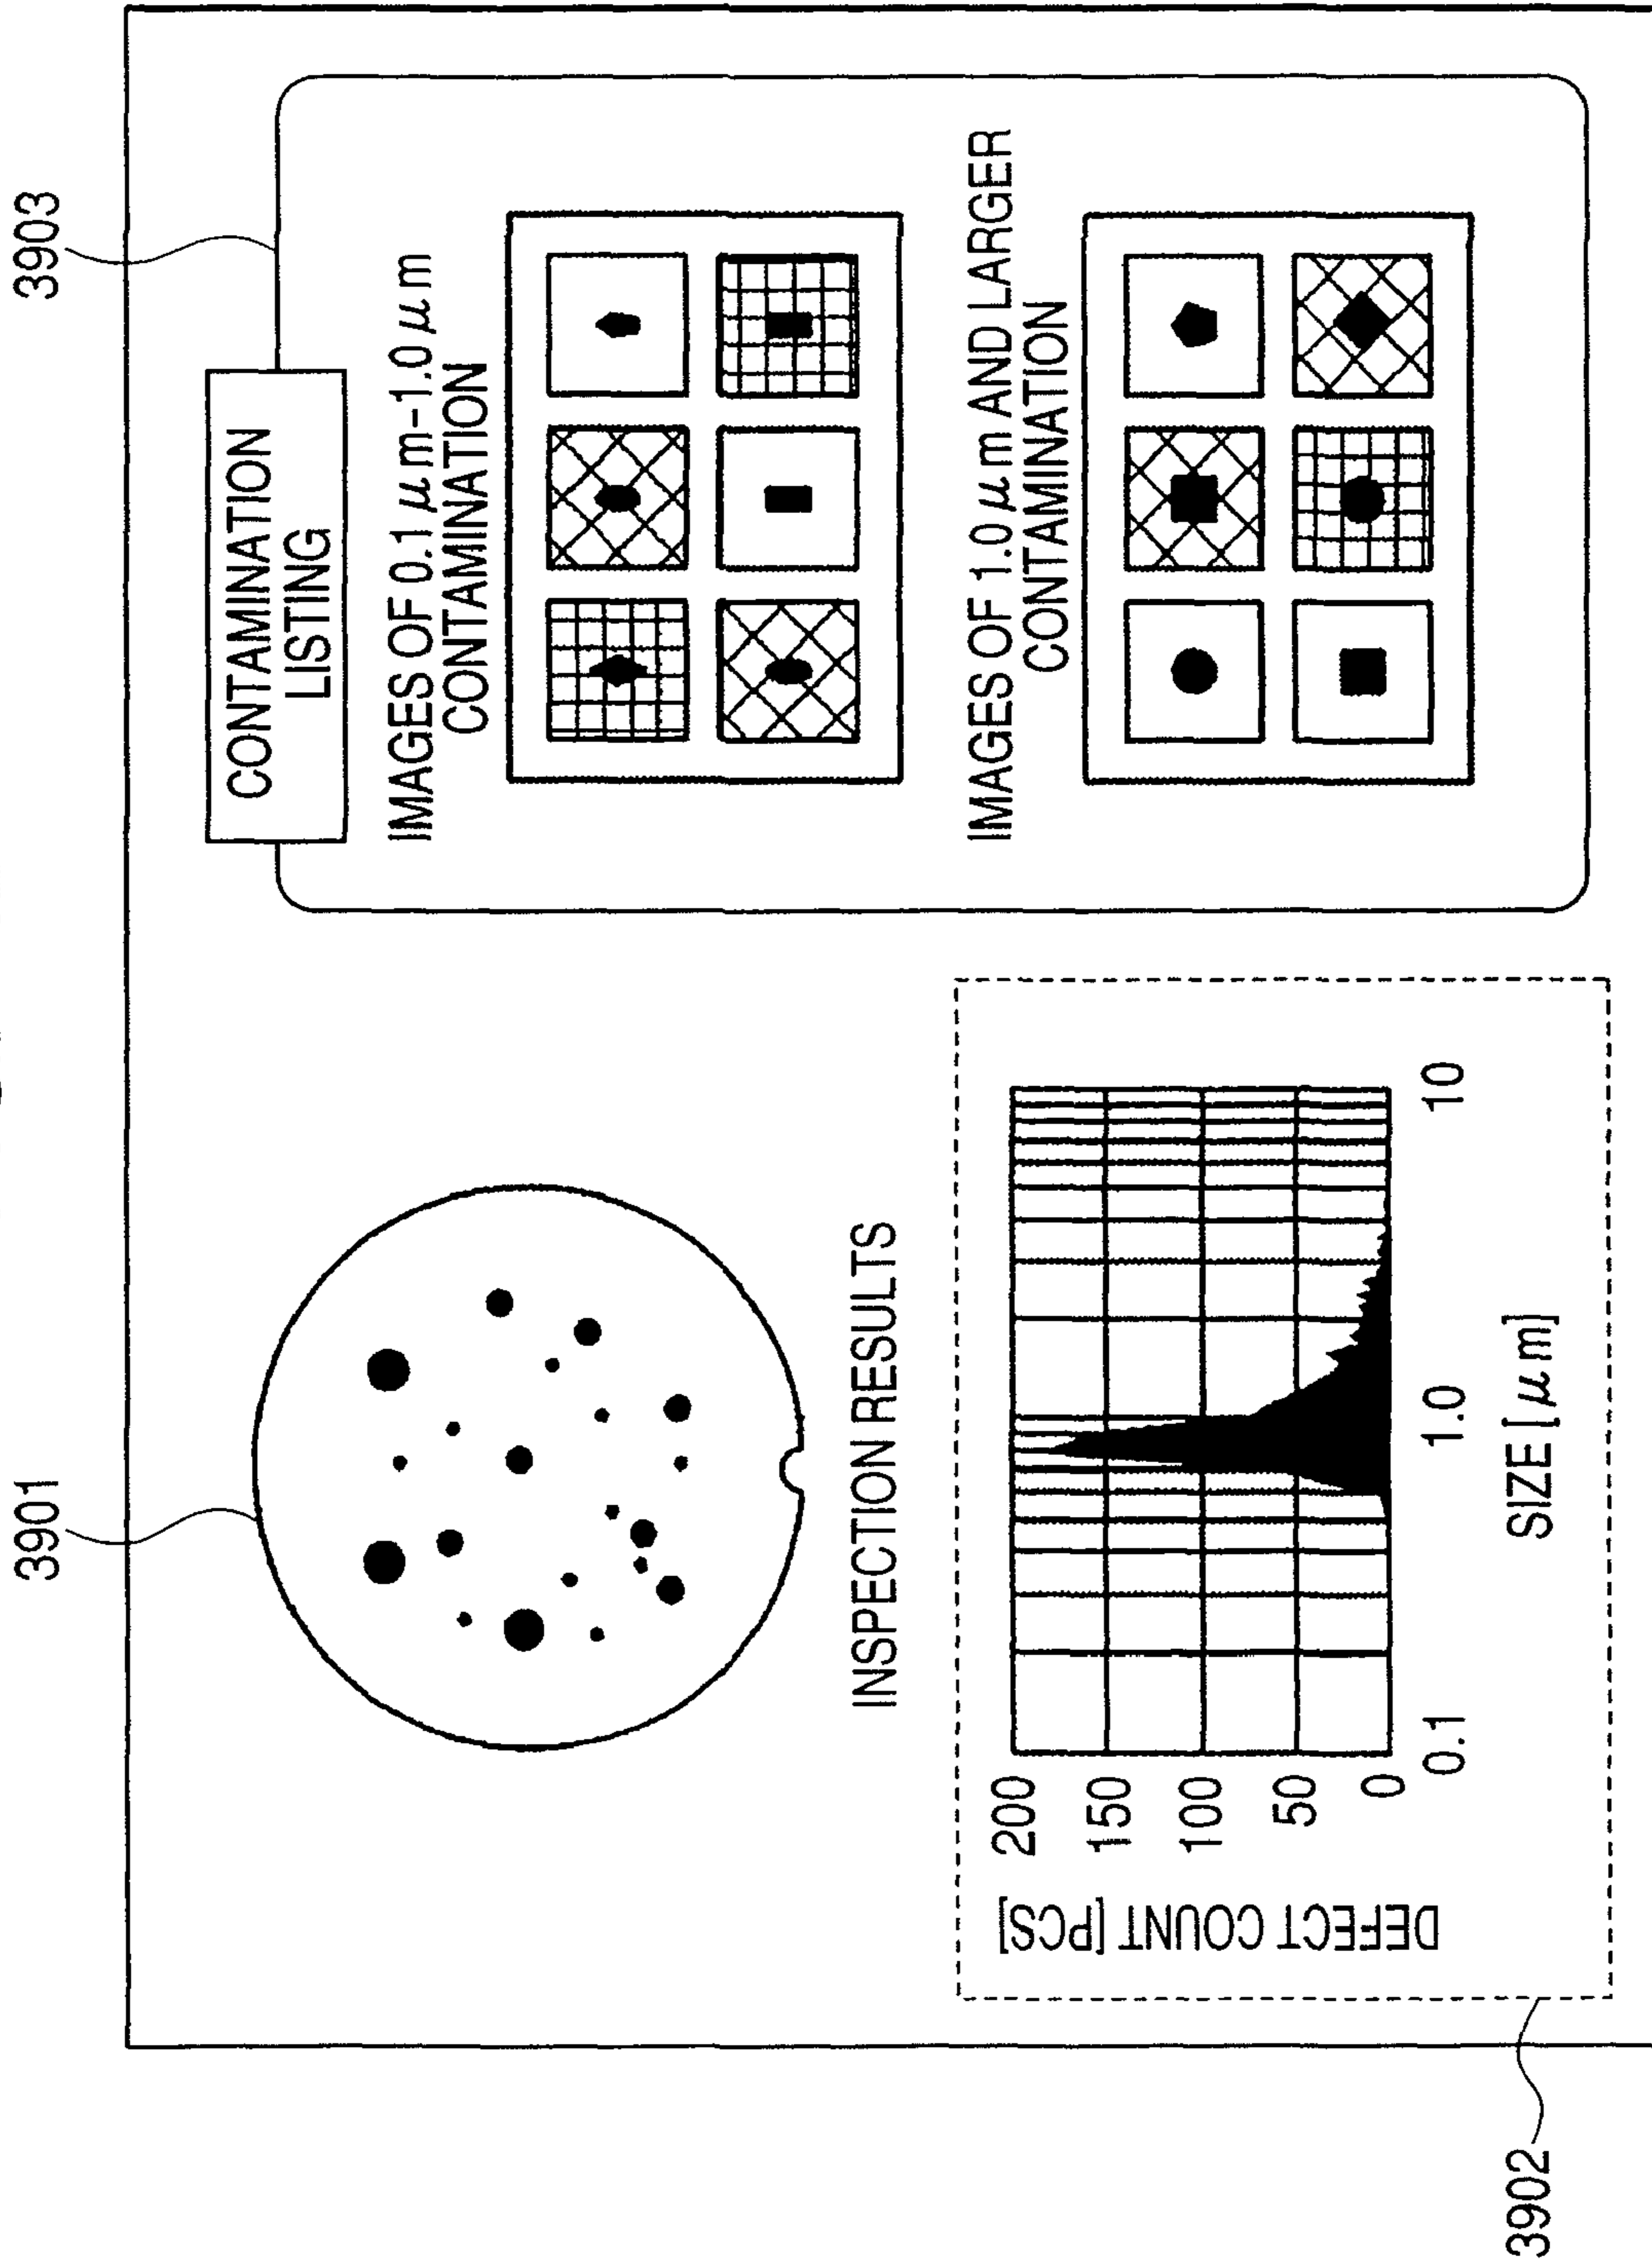 3901
3903
INSPECTION RESULTS
DEFECT COUNT [PCS]
200
150
100
50
0
0.1
1.0
10
SIZE [μm]
3902
CONTAMINATION
LISTING
IMAGES OF 0.1 μm-1.0 μm
CONTAMINATION
IMAGES OF 1.0 μm AND LARGER
CONTAMINATION